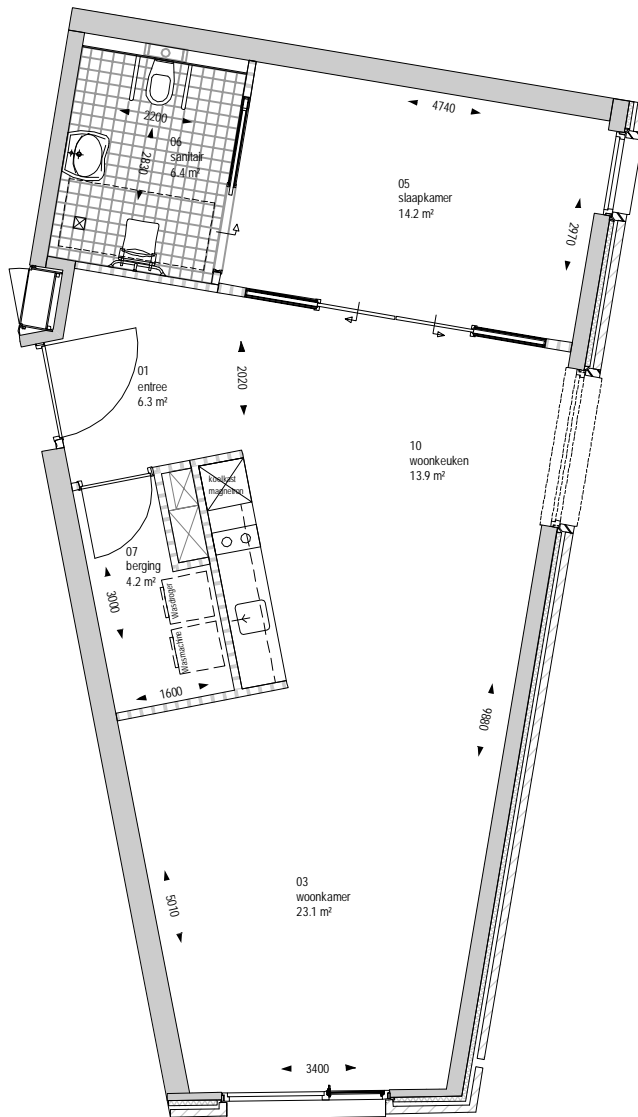 4740
2200
06
sanitair
6.4 m²
2830
05
slaapkamer
14.2 m²
2970
01
entree
6.3 m²
2020
10
woonkeuken
13.9 m²
koelkast
magnetron
07
berging
4.2 m²
3000
Wasdroger
Wasmachine
1600
9880
03
woonkamer
23.1 m²
5010
3400